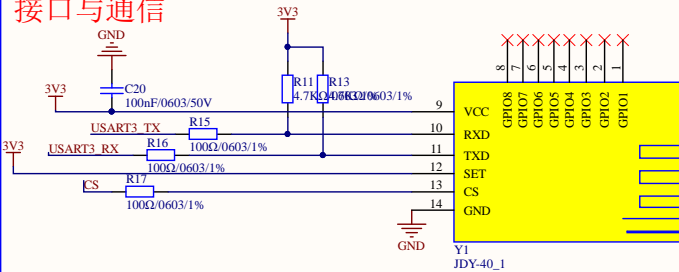 接口与通信
GND
3V3
3V3
C20
100nF/0603/50V
R11
4.7KΩ
R13
4.7KΩ/0603/1%
8
7
6
5
4
3
2
1
GPIO8
GPIO7
GPIO6
GPIO5
GPIO4
GPIO3
GPIO2
GPIO1
9
VCC
USART3_TX
R15
100Ω/0603/1%
10
RXD
3V3
USART3_RX
R16
100Ω/0603/1%
11
TXD
12
SET
CS
R17
100Ω/0603/1%
13
CS
14
GND
GND
Y1
JDY-40_1